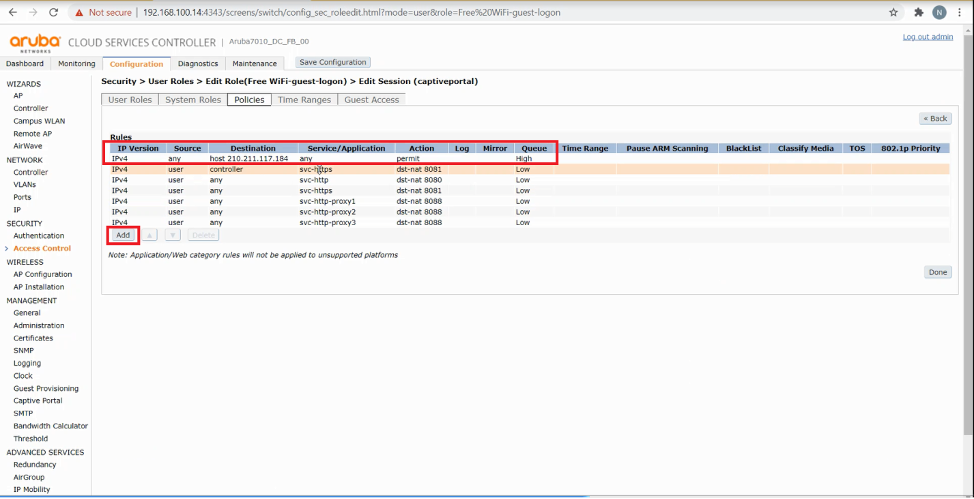 Not secure | 192.168.100.14:4343/screens/switch/config_sec_roleedit.html?mode=user&role=Free%20WiFi-guest-logon N
aruba NETWORKS CLOUD SERVICES CONTROLLER | Aruba7010_DC_FB_00 Log out admin
Dashboard Monitoring Configuration Diagnostics Maintenance Save Configuration
WIZARDS
AP
Controller
Campus WLAN
Remote AP
AirWave
NETWORK
Controller
VLANs
Ports
IP
SECURITY
Authentication
> Access Control
WIRELESS
AP Configuration
AP Installation
MANAGEMENT
General
Administration
Certificates
SNMP
Logging
Clock
Guest Provisioning
Captive Portal
SMTP
Bandwidth Calculator
Threshold
ADVANCED SERVICES
Redundancy
AirGroup
IP Mobility
Security > User Roles > Edit Role(Free WiFi-guest-logon) > Edit Session (captiveportal)
User Roles System Roles Policies Time Ranges Guest Access
< Back
Rules
IP Version Source Destination Service/Application Action Log Mirror Queue Time Range Pause ARM Scanning BlackList Classify Media TOS 802.1p Priority
IPv4 any host 210.211.117.184 any permit High
IPv4 user controller svc-https dst-nat 8081 Low
IPv4 user any svc-http dst-nat 8080 Low
IPv4 user any svc-https dst-nat 8081 Low
IPv4 user any svc-http-proxy1 dst-nat 8088 Low
IPv4 user any svc-http-proxy2 dst-nat 8088 Low
IPv4 user any svc-http-proxy3 dst-nat 8088 Low
Add ▲ ▼ Delete
Note: Application/Web category rules will not be applied to unsupported platforms
Done